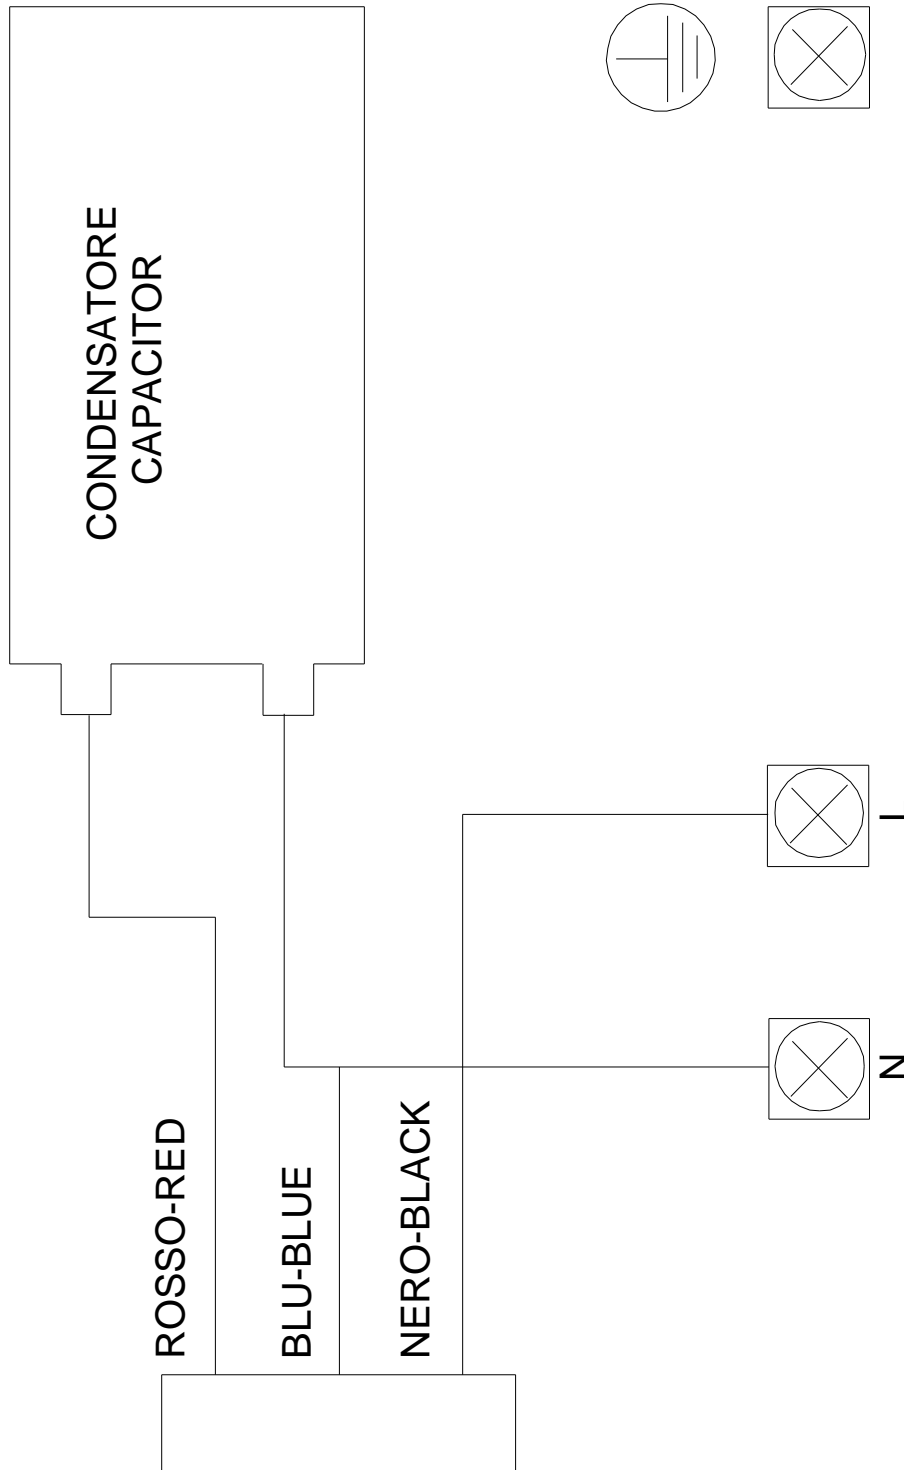 CONDENSATORE
CAPACITOR
ROSSO-RED
BLU-BLUE
NERO-BLACK
L
N